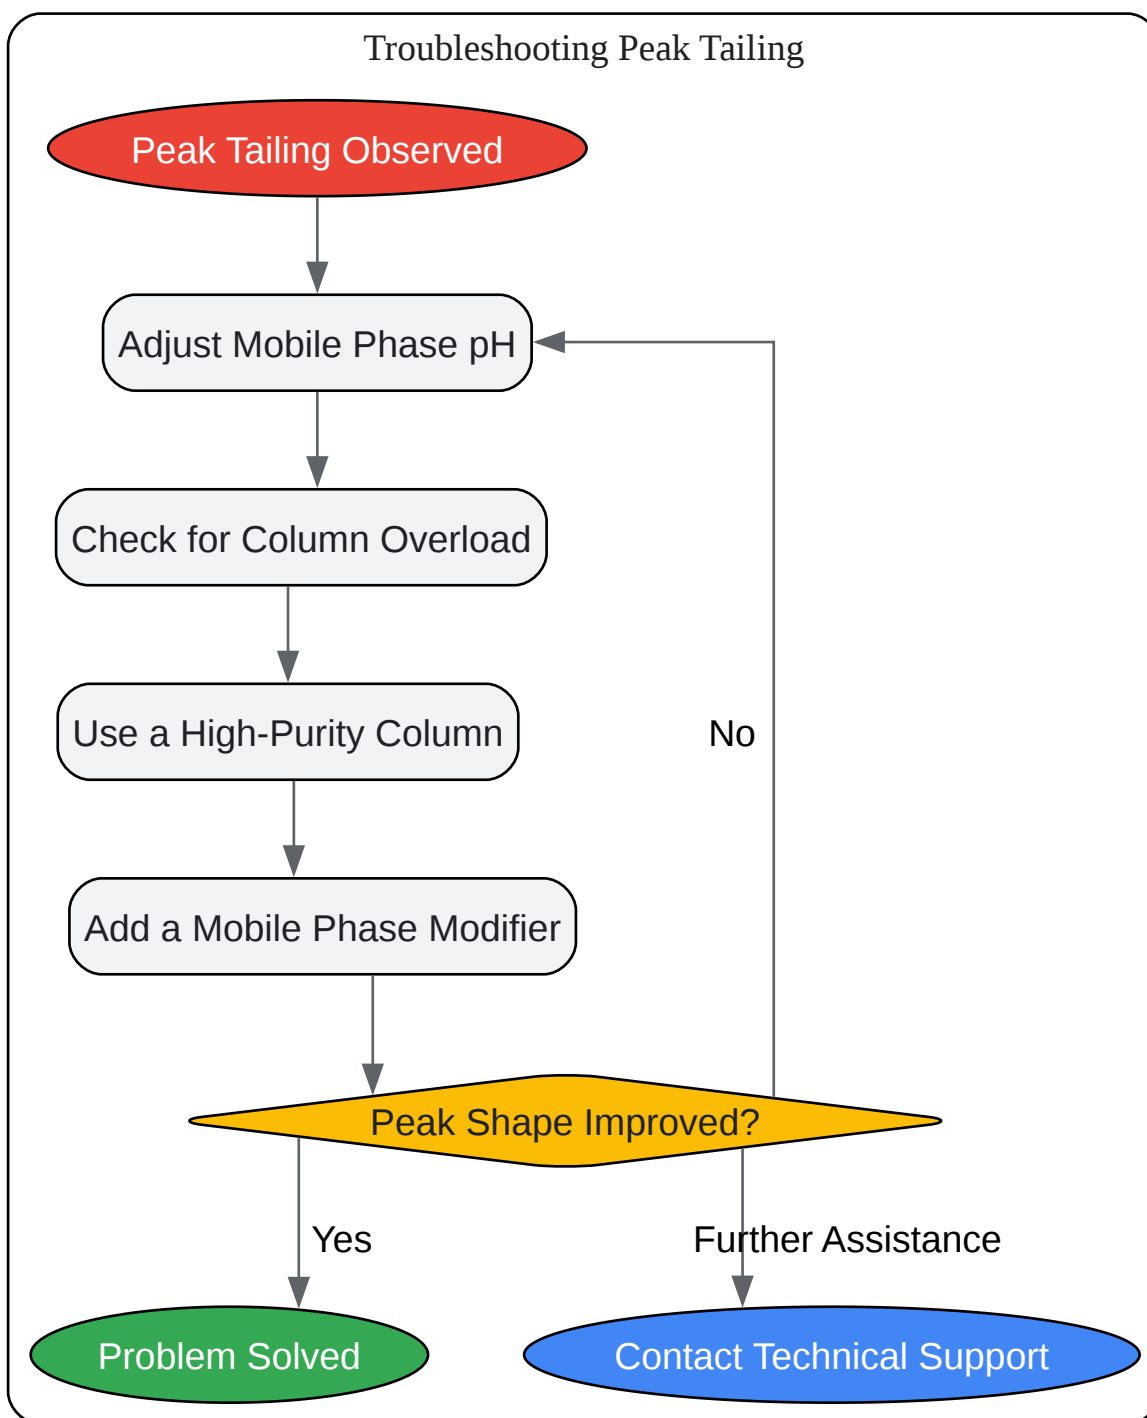 Troubleshooting Peak Tailing
Peak Tailing Observed
Adjust Mobile Phase pH
Check for Column Overload
Use a High-Purity Column
No
Add a Mobile Phase Modifier
Peak Shape Improved?
Yes
Further Assistance
Problem Solved
Contact Technical Support